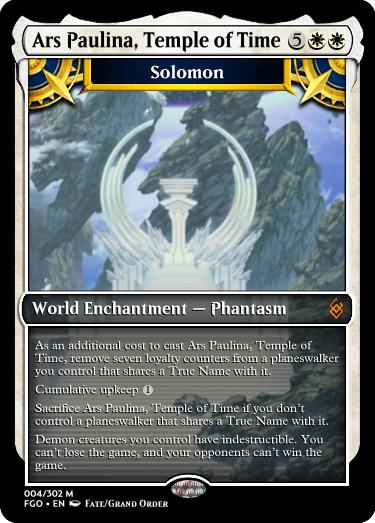 Ars Paulina, Temple of Time 5
Solomon
World Enchantment — Phantasm
As an additional cost to cast Ars Paulina, Temple of
Time, remove seven loyalty counters from a planeswalker
you control that shares a True Name with it.
Cumulative upkeep 1
Sacrifice Ars Paulina, Temple of Time if you don't
control a planeswalker that shares a True Name with it.
Demon creatures you control have indestructible. You
can't lose the game, and your opponents can't win the
game.
004/302 M
FGO • EN Fate/Grand Order